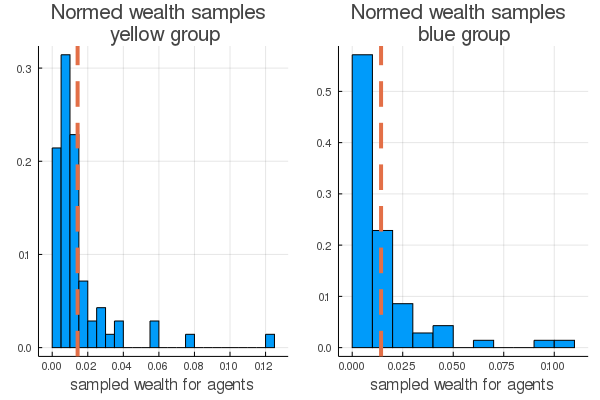 Normed wealth samples
yellow group
0.3
0.2
0.1
0.0
0.00 0.02 0.04 0.06 0.08 0.10 0.12
sampled wealth for agents
Normed wealth samples
blue group
0.5
0.4
0.3
0.2
0.1
0.0
0.000 0.025 0.050 0.075 0.100
sampled wealth for agents